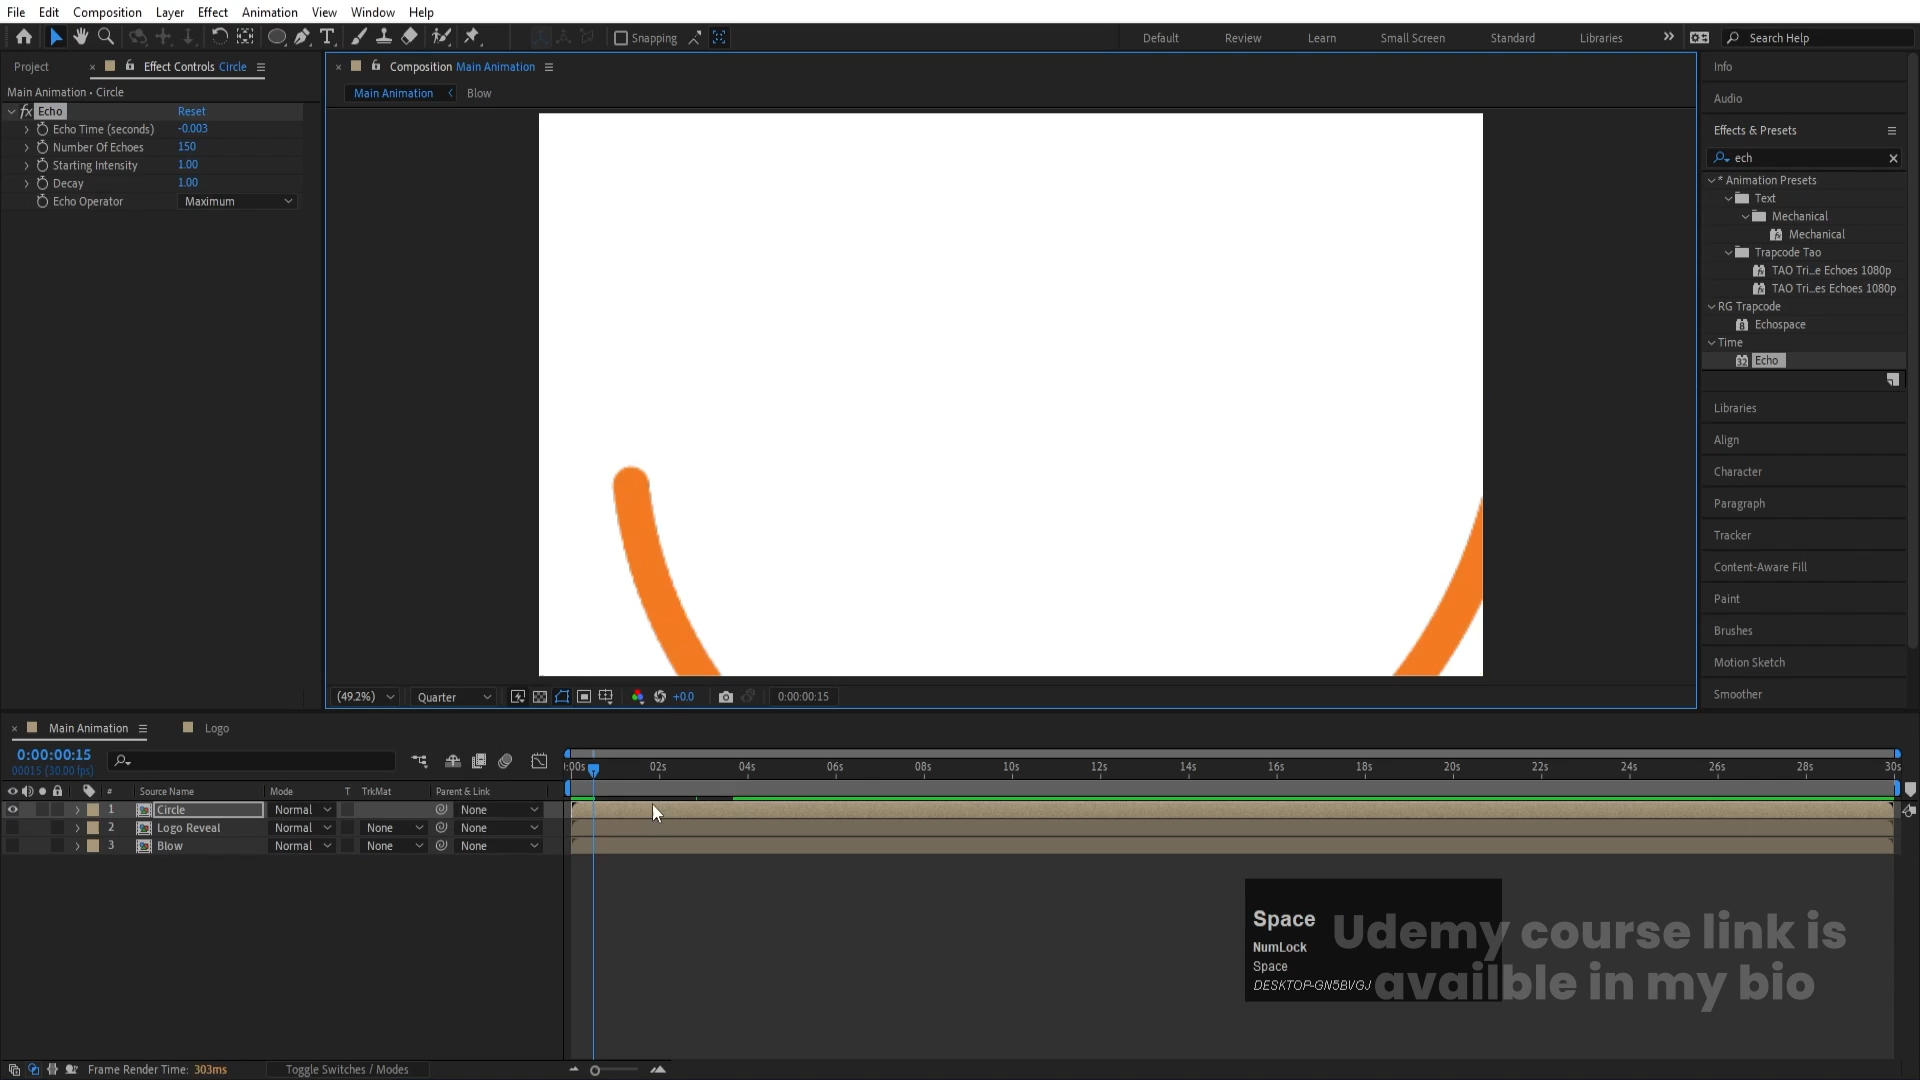 File Edit Composition Layer Effect Animation View Window Help
Snapping
Default Review Learn Small Screen Standard Libraries
Search Help
Project
Effect Controls Circle
Main Animation • Circle
fx Echo Reset
Echo Time (seconds) -0.003
Number Of Echoes 150
Starting Intensity 1.00
Decay 1.00
Echo Operator Maximum
Composition Main Animation
Main Animation Blow
(49.2%) Quarter +0.0 0:00:00:15
Info
Audio
Effects & Presets
ech
* Animation Presets
Text
Mechanical
Mechanical
Trapcode Tao
TAO Tri...e Echoes 1080p
TAO Tri...es Echoes 1080p
RG Trapcode
Echospace
Time
Echo
Libraries
Align
Character
Paragraph
Tracker
Content-Aware Fill
Paint
Brushes
Motion Sketch
Smoother
Main Animation Logo
0:00:00:15
00015 (30.00 fps)
:00s 02s 04s 06s 08s 10s 12s 14s 16s 18s 20s 22s 24s 26s 28s 30s
# Source Name Mode T TrkMat Parent & Link
1 Circle Normal None
2 Logo Reveal Normal None None
3 Blow Normal None None
Space
NumLock
Space
DESKTOP-GN5BVGJ
Udemy course link is
availble in my bio
Frame Render Time: 303ms Toggle Switches / Modes